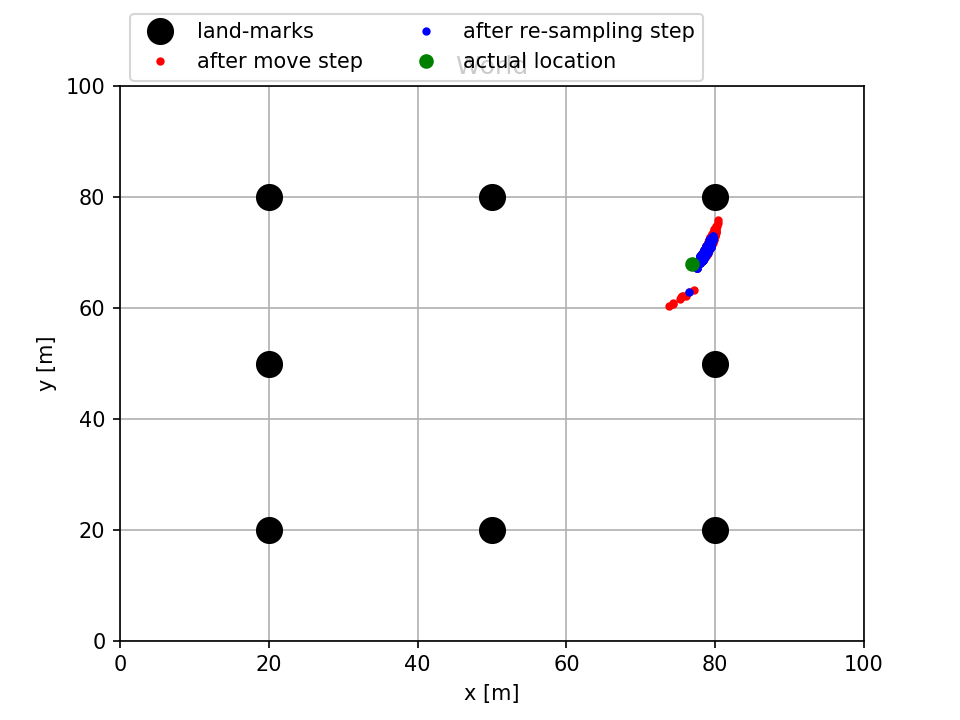 land-marks
after re-sampling step
after move step
actual location
World
100
80
60
40
20
0
y [m]
0 20 40 60 80 100
x [m]